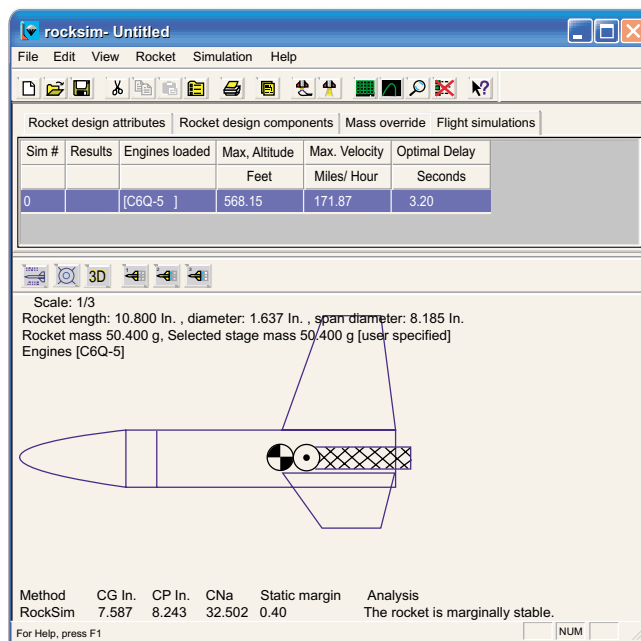 rocksim- Untitled
File Edit View Rocket Simulation Help
Rocket design attributes Rocket design components Mass override Flight simulations
Sim # Results Engines loaded Max, Altitude Max. Velocity Optimal Delay
Feet Miles/ Hour Seconds
0 [C6Q-5 ] 568.15 171.87 3.20
3D
Scale: 1/3
Rocket length: 10.800 In. , diameter: 1.637 In. , span diameter: 8.185 In.
Rocket mass 50.400 g, Selected stage mass 50.400 g [user specified]
Engines [C6Q-5]
Method CG In. CP In. CNa Static margin Analysis
RockSim 7.587 8.243 32.502 0.40 The rocket is marginally stable.
For Help, press F1 NUM